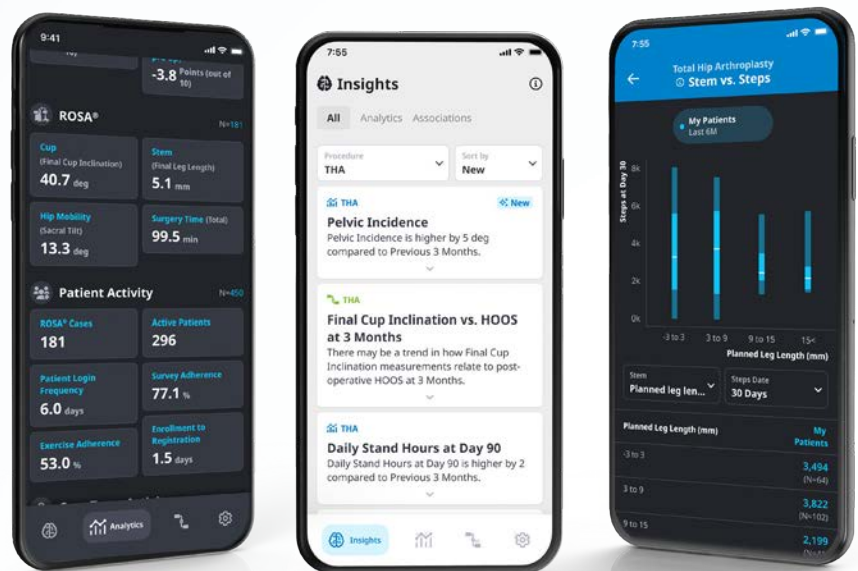 9:41
-3.8 Points (out of
10)
ROSA®
N=181
Cup
(Final Cup Inclination)
40.7 deg
Stem
(Final Leg Length)
5.1 mm
Hip Mobility
(Sacral Tilt)
13.3 deg
Surgery Time (Total)
99.5 min
Patient Activity
N=450
ROSA® Cases
181
Active Patients
296
Patient Login
Frequency
6.0 days
Survey Adherence
77.1 %
Exercise Adherence
53.0 %
Enrollment to
Registration
1.5 days
Analytics
7:55
Insights
All Analytics Associations
Procedure
THA
Sort by
New
THA
New
Pelvic Incidence
Pelvic Incidence is higher by 5 deg
compared to Previous 3 Months.
THA
Final Cup Inclination vs. HOOS
at 3 Months
There may be a trend in how Final Cup
Inclination measurements relate to post-
operative HOOS at 3 Months.
THA
Daily Stand Hours at Day 90
Daily Stand Hours at Day 90 is higher by 2
compared to Previous 3 Months.
Insights
7:55
Total Hip Arthroplasty
Stem vs. Steps
My Patients
Last 6M
Steps at Day 30
8k
6k
4k
2k
0k
-3 to 3
3 to 9
9 to 15
15<
Planned Leg Length (mm)
Stem
Planned leg len...
Steps Date
30 Days
Planned Leg Length (mm)
My
Patients
-3 to 3
3,494
(N=64)
3 to 9
3,822
(N=102)
9 to 15
2,199